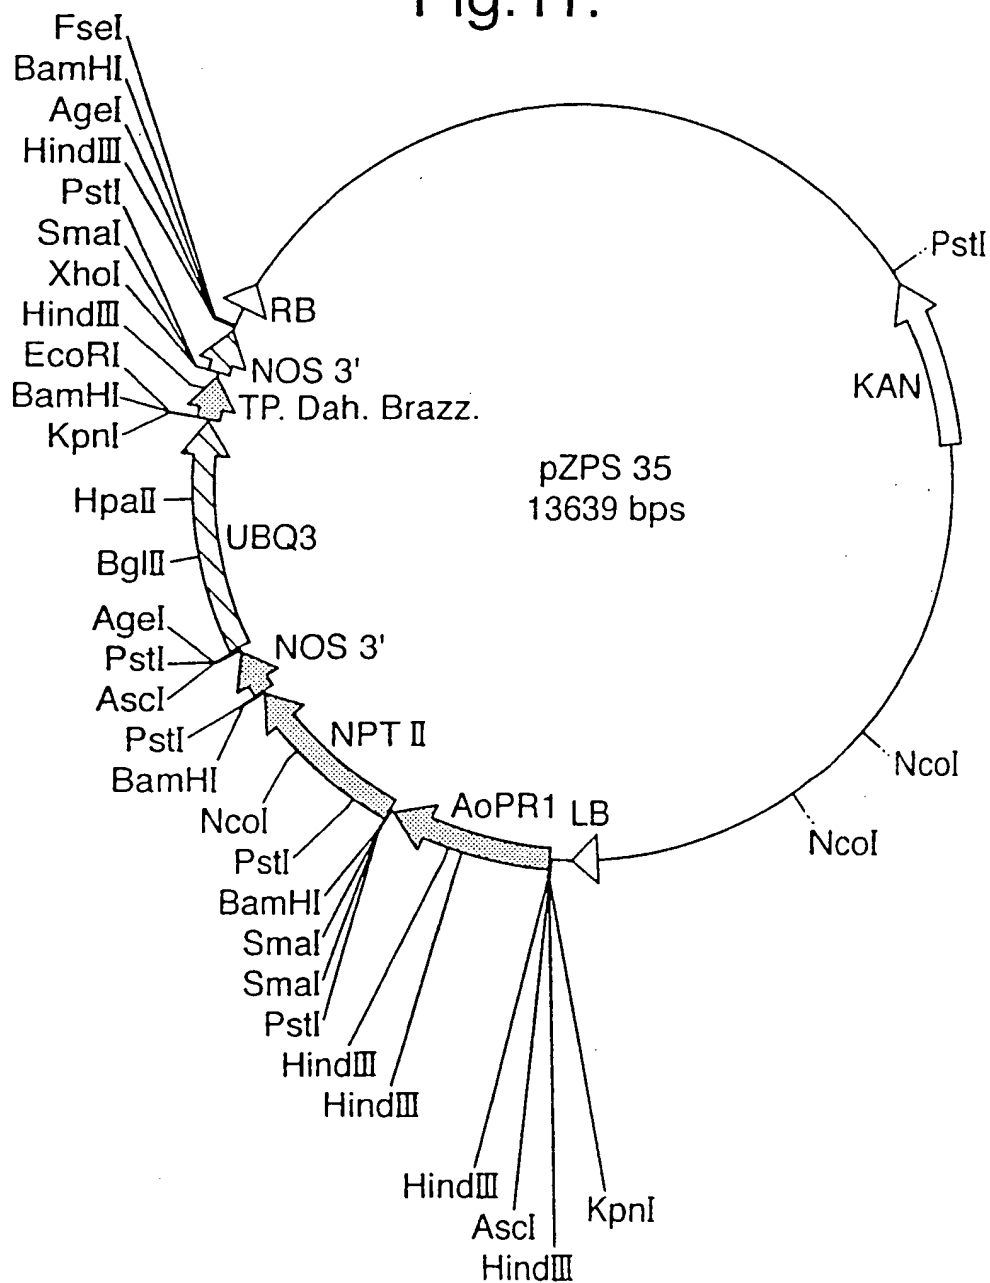 Fig.17.
FseI
BamHI
AgeI
HindIII
PstI
SmaI
XhoI
HindIII
EcoRI
BamHI
KpnI
HpaII
BglII
AgeI
PstI
AscI
PstI
BamHI
NcoI
PstI
BamHI
SmaI
SmaI
PstI
HindIII
HindIII
HindIII
AscI
HindIII
KpnI
RB
NOS 3'
TP. Dah. Brazz.
UBQ3
NOS 3'
NPT II
AoPR1
LB
pZPS 35
13639 bps
PstI
KAN
NcoI
NcoI